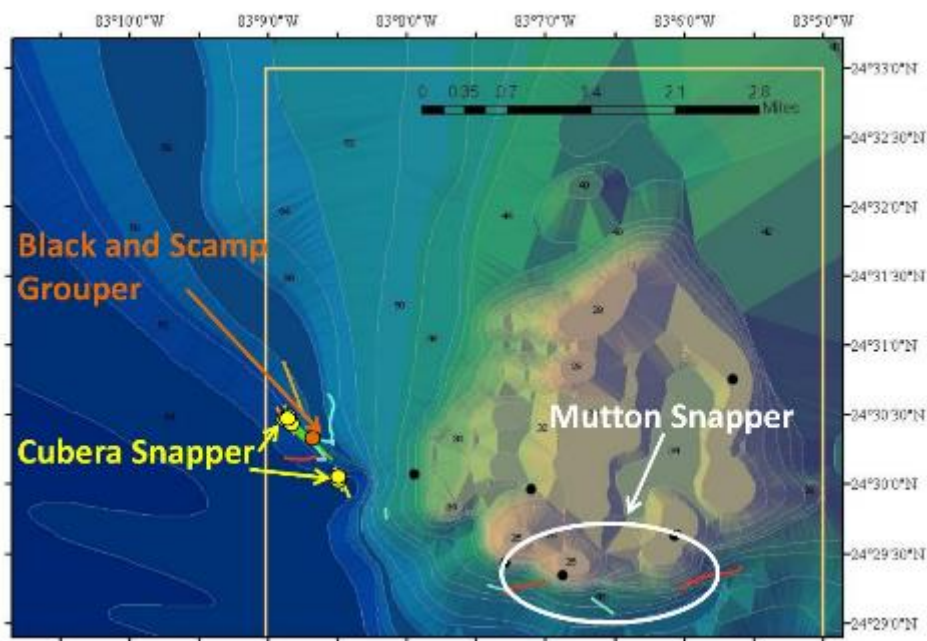 83°10'0"W 83°9'0"W 83°8'0"W 83°7'0"W 83°6'0"W 83°5'0"W
24°33'0"N
0 0.35 0.7 1.4 2.1 2.8
Miles
24°32'30"N
24°32'0"N
Black and Scamp
Grouper
24°31'30"N
24°31'0"N
24°30'30"N
Mutton Snapper
Cubera Snapper
24°30'0"N
24°29'30"N
24°29'0"N